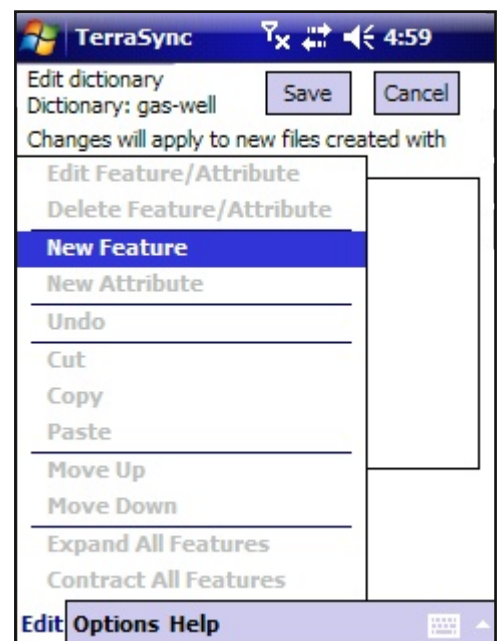 TerraSync 4:59
Edit dictionary
Dictionary: gas-well
Save Cancel
Changes will apply to new files created with
Edit Feature/Attribute
Delete Feature/Attribute
New Feature
New Attribute
Undo
Cut
Copy
Paste
Move Up
Move Down
Expand All Features
Contract All Features
Edit Options Help